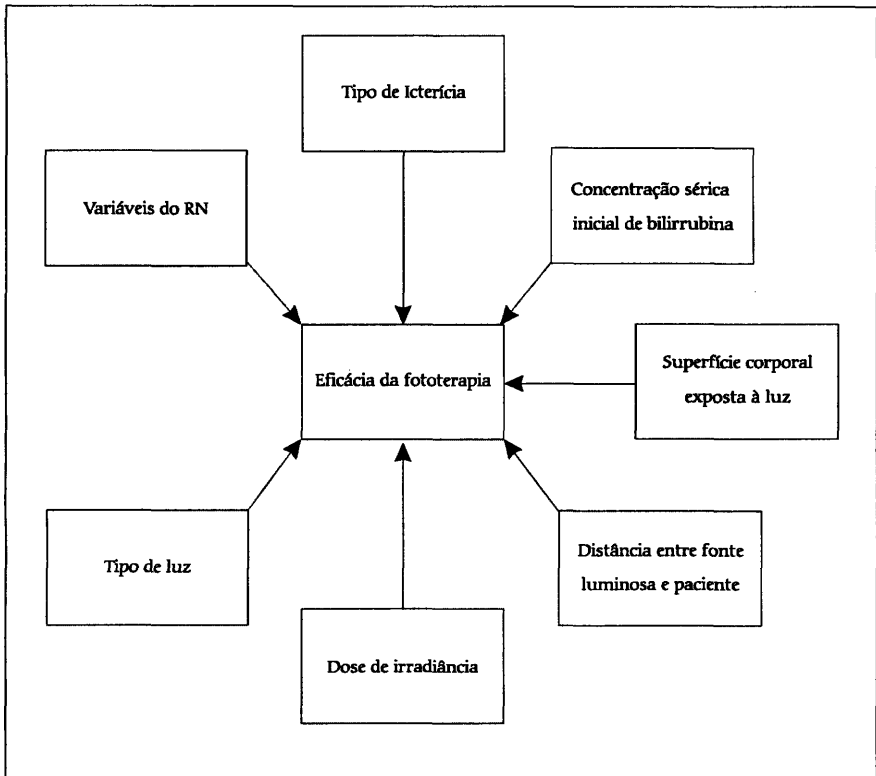 Tipo de Icterícia
Variáveis do RN
Concentração sérica
inicial de bilirrubina
Eficácia da fototerapia
Superfície corporal
exposta à luz
Tipo de luz
Distância entre fonte
luminosa e paciente
Dose de irradiância